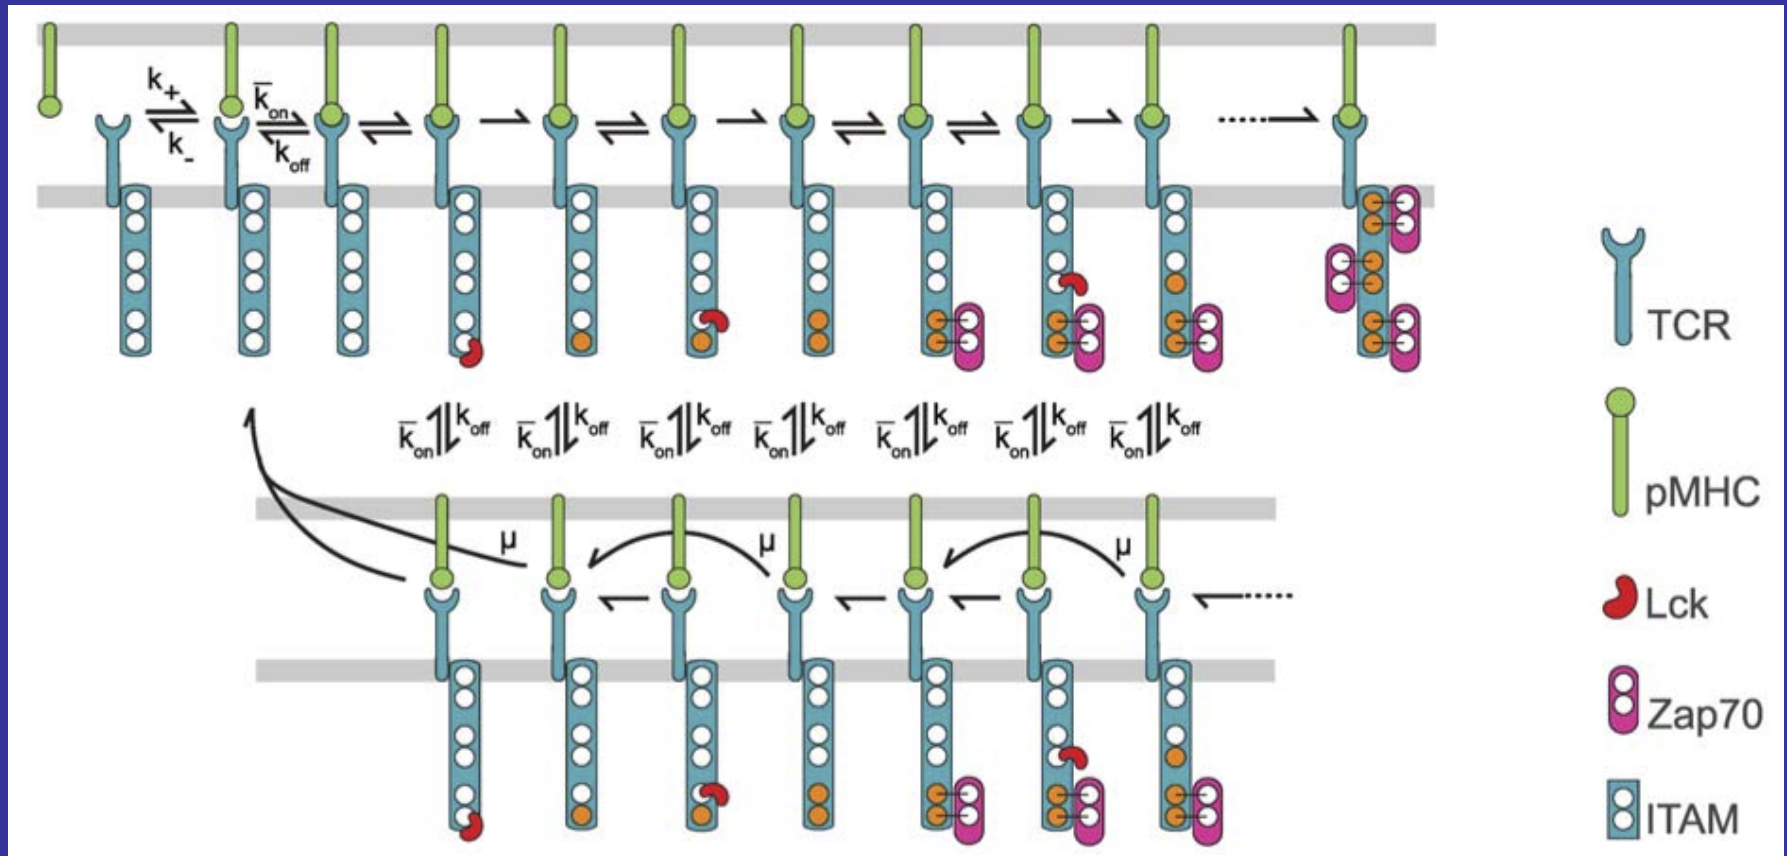 k₊
k₋
k̅on
koff
k̅on koff k̅on koff k̅on koff k̅on koff k̅on koff k̅on koff k̅on koff
μ μ μ
TCR
pMHC
Lck
Zap70
ITAM